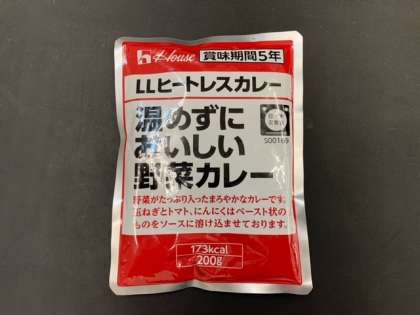 House
賞味期間5年
LLヒートレスカレー
温めずに
おいしい
野菜カレー
S00169
野菜がたっぷり入ったまろやかなカレーです。
玉ねぎとトマト、にんにくはペースト状の
ものをソースに溶け込ませております。
173kcal
200g